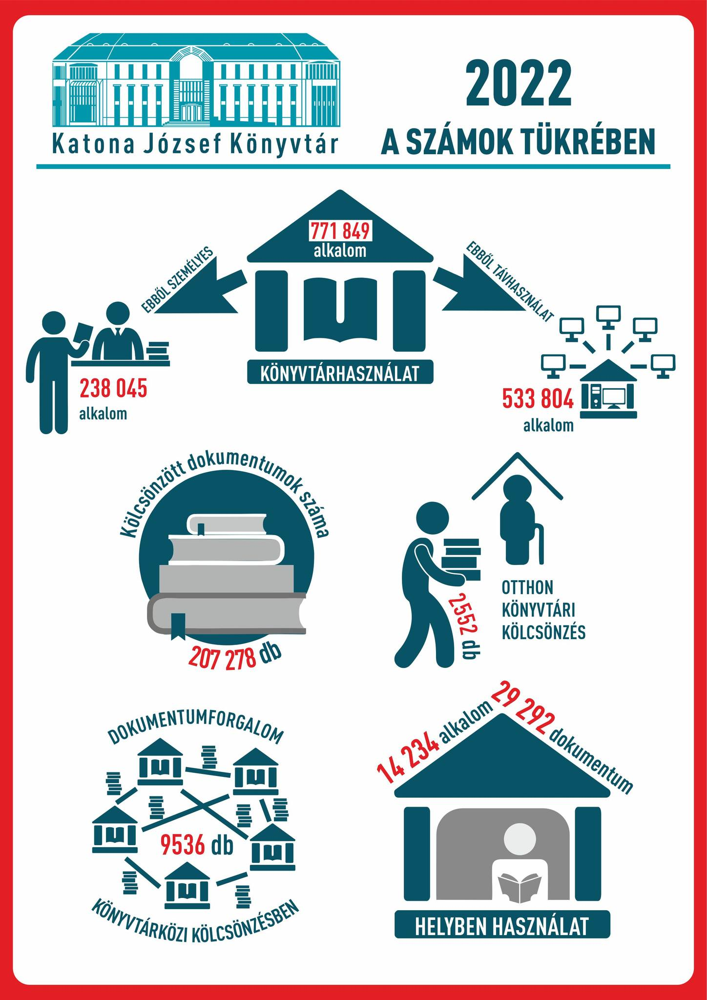 Katona József Könyvtár
2022
A SZÁMOK TÜKRÉBEN
771 849
alkalom
KÖNYVTÁRHASZNÁLAT
EBBŐL SZEMÉLYES
238 045
alkalom
EBBŐL TÁVHASZNÁLAT
533 804
alkalom
Kölcsönzött dokumentumok száma
207 278 db
2552 db
OTTHON
KÖNYVTÁRI
KÖLCSÖNZÉS
DOKUMENTUMFORGALOM
9536 db
KÖNYVTÁRKÖZI KÖLCSÖNZÉSBEN
14 234 alkalom
29 292 dokumentum
HELYBEN HASZNÁLAT